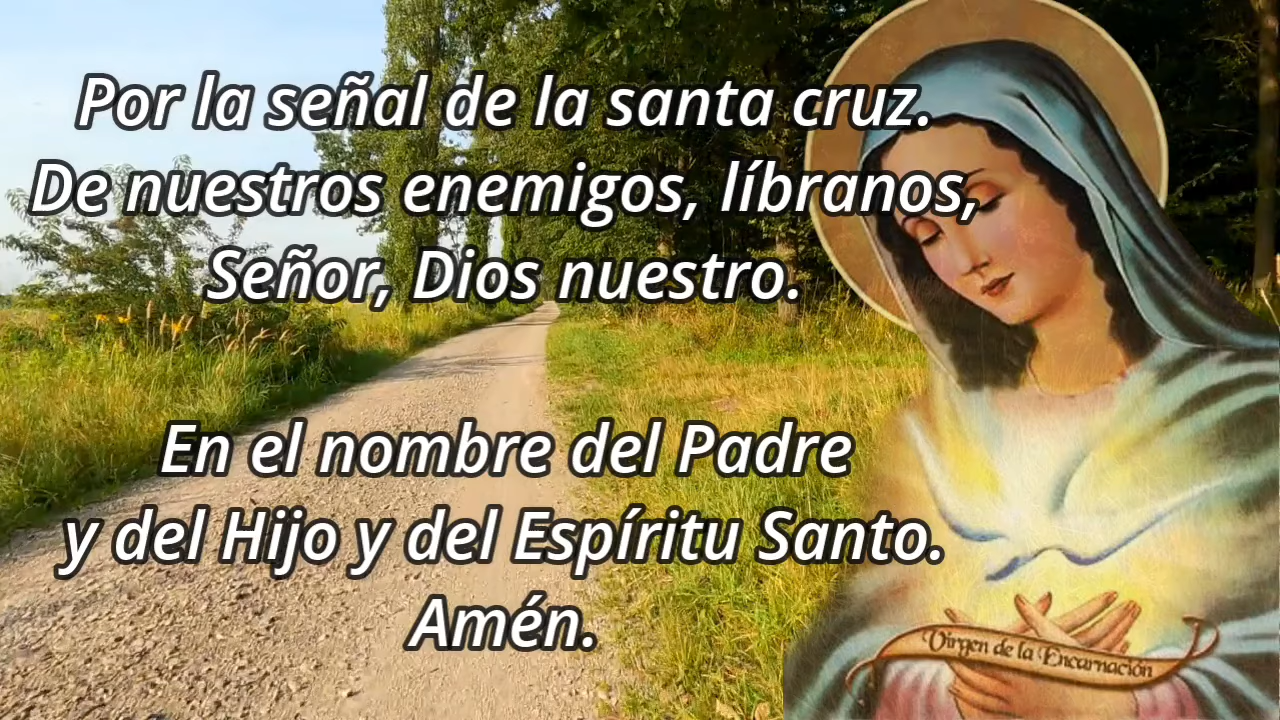 Por la señal de la santa cruz.
De nuestros enemigos, líbranos,
Señor, Dios nuestro.
En el nombre del Padre
y del Hijo y del Espíritu Santo.
Amén.
Virgen de la Encarnación